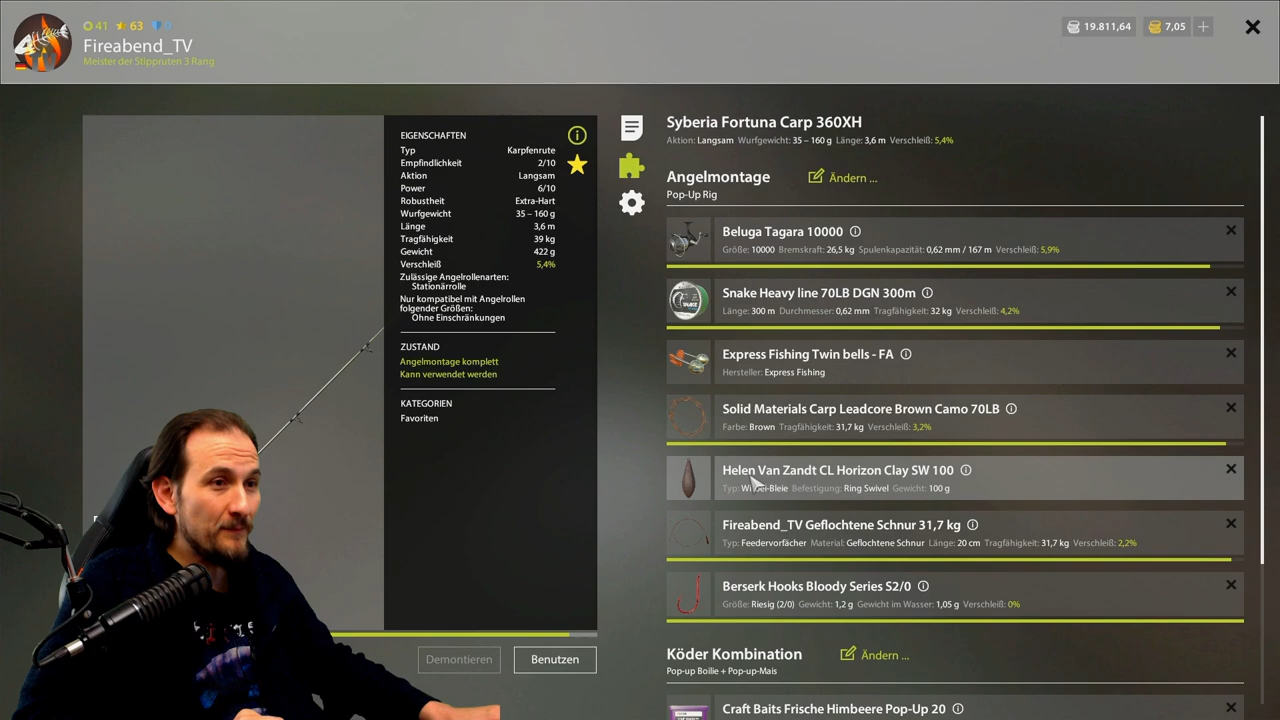 41 63 0
Fireabend_TV
Meister der Stippruten 3 Rang
19.811,64 7,05
EIGENSCHAFTEN
Typ Karpfenrute
Empfindlichkeit 2/10
Aktion Langsam
Power 6/10
Robustheit Extra-Hart
Wurfgewicht 35 – 160 g
Länge 3,6 m
Tragfähigkeit 39 kg
Gewicht 422 g
Verschleiß 5,4%
Zulässige Angelrollenarten:
Stationärrolle
Nur kompatibel mit Angelrollen
folgender Größen:
Ohne Einschränkungen
ZUSTAND
Angelmontage komplett
Kann verwendet werden
KATEGORIEN
Favoriten
Demontieren Benutzen
Syberia Fortuna Carp 360XH
Aktion: Langsam Wurfgewicht: 35 – 160 g Länge: 3,6 m Verschleiß: 5,4%
Angelmontage Ändern ...
Pop-Up Rig
Beluga Tagara 10000
Größe: 10000 Bremskraft: 26,5 kg Spulenkapazität: 0,62 mm / 167 m Verschleiß: 5,9%
Snake Heavy line 70LB DGN 300m
Länge: 300 m Durchmesser: 0,62 mm Tragfähigkeit: 32 kg Verschleiß: 4,2%
Express Fishing Twin bells - FA
Hersteller: Express Fishing
Solid Materials Carp Leadcore Brown Camo 70LB
Farbe: Brown Tragfähigkeit: 31,7 kg Verschleiß: 3,2%
Helen Van Zandt CL Horizon Clay SW 100
Typ: Befestigung: Ring Swivel Gewicht: 100 g
Fireabend_TV Geflochtene Schnur 31,7 kg
Typ: Feedervorfächer Material: Geflochtene Schnur Länge: 20 cm Tragfähigkeit: 31,7 kg Verschleiß: 2,2%
Berserk Hooks Bloody Series S2/0
Größe: Riesig (2/0) Gewicht: 1,2 g Gewicht im Wasser: 1,05 g Verschleiß: 0%
Köder Kombination Ändern ...
Pop-up Boilie + Pop-up-Mais
Craft Baits Frische Himbeere Pop-Up 20